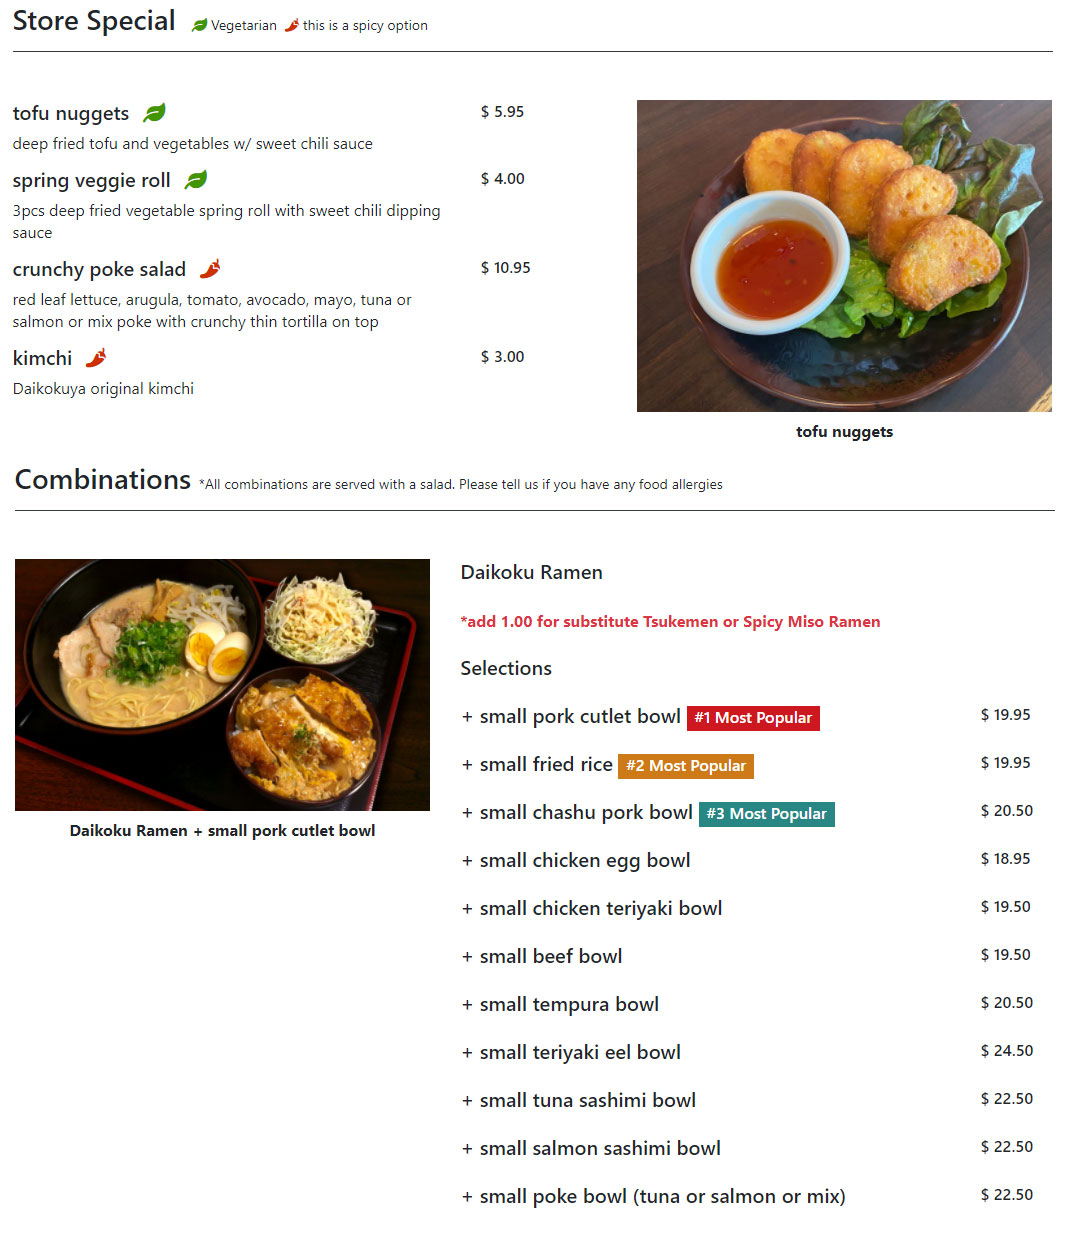 Store Special Vegetarian this is a spicy option
tofu nuggets $ 5.95
deep fried tofu and vegetables w/ sweet chili sauce
spring veggie roll $ 4.00
3pcs deep fried vegetable spring roll with sweet chili dipping
sauce
crunchy poke salad $ 10.95
red leaf lettuce, arugula, tomato, avocado, mayo, tuna or
salmon or mix poke with crunchy thin tortilla on top
kimchi $ 3.00
Daikokuya original kimchi
tofu nuggets
Combinations *All combinations are served with a salad. Please tell us if you have any food allergies
Daikoku Ramen + small pork cutlet bowl
Daikoku Ramen
*add 1.00 for substitute Tsukemen or Spicy Miso Ramen
Selections
+ small pork cutlet bowl #1 Most Popular $ 19.95
+ small fried rice #2 Most Popular $ 19.95
+ small chashu pork bowl #3 Most Popular $ 20.50
+ small chicken egg bowl $ 18.95
+ small chicken teriyaki bowl $ 19.50
+ small beef bowl $ 19.50
+ small tempura bowl $ 20.50
+ small teriyaki eel bowl $ 24.50
+ small tuna sashimi bowl $ 22.50
+ small salmon sashimi bowl $ 22.50
+ small poke bowl (tuna or salmon or mix) $ 22.50